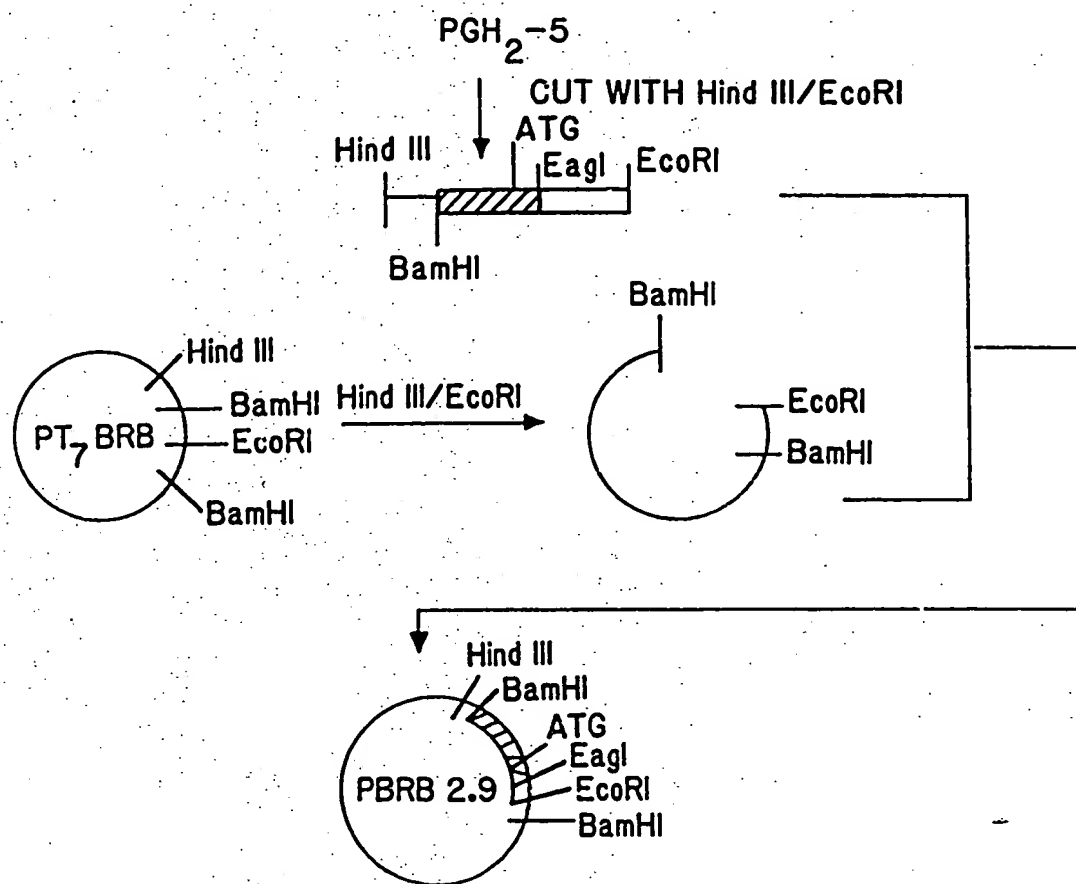 PGH2-5
CUT WITH Hind III/EcoRI
ATG
Hind III
EagI
EcoRI
BamHI
BamHI
Hind III
BamHI
EcoRI
PT7 BRB
BamHI
Hind III/EcoRI
EcoRI
BamHI
Hind III
BamHI
ATG
EagI
EcoRI
BamHI
PBRB 2.9